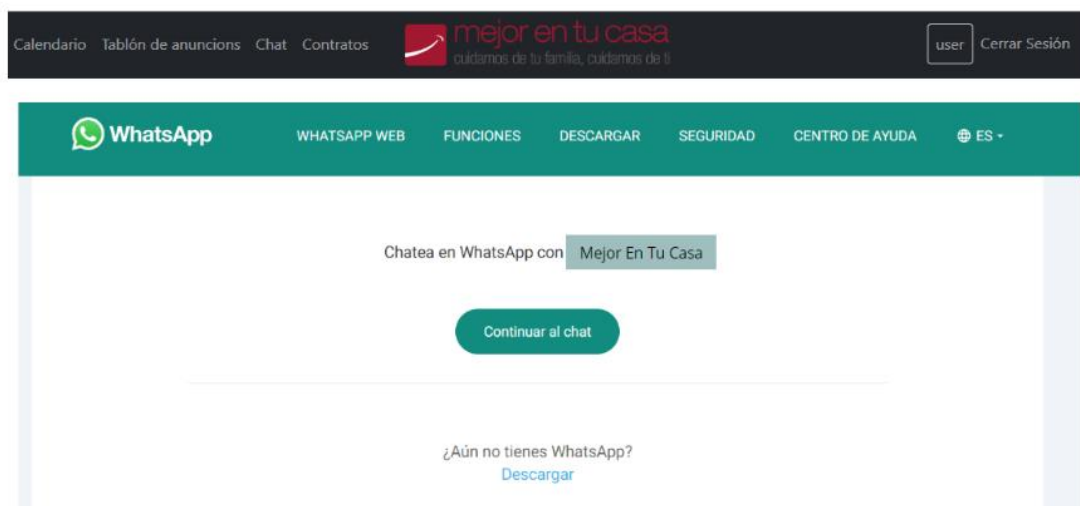 Calendario Tablón de anuncions Chat Contratos
mejor en tu casa
cuidamos de tu familia, cuidamos de ti
user Cerrar Sesión
WhatsApp WHATSAPP WEB FUNCIONES DESCARGAR SEGURIDAD CENTRO DE AYUDA ES
Chatea en WhatsApp con Mejor En Tu Casa
Continuar al chat
¿Aún no tienes WhatsApp?
Descargar